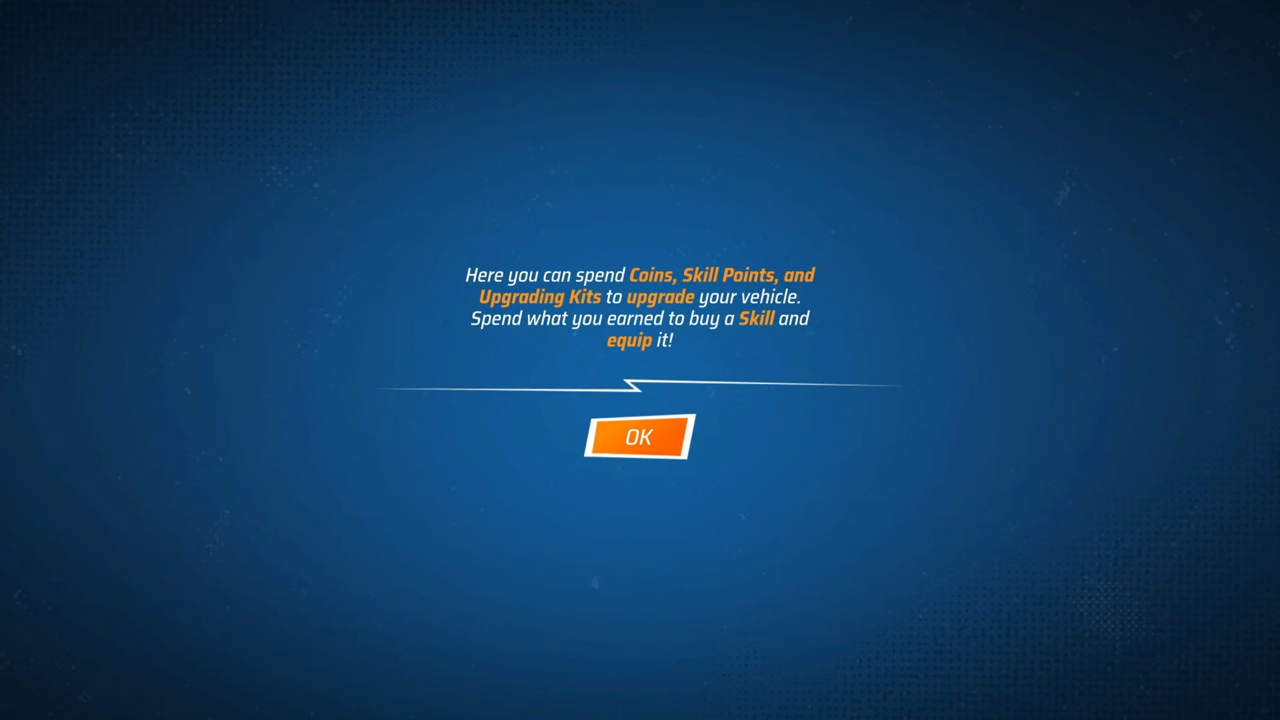 Here you can spend Coins, Skill Points, and
Upgrading Kits to upgrade your vehicle.
Spend what you earned to buy a Skill and
equip it!
OK